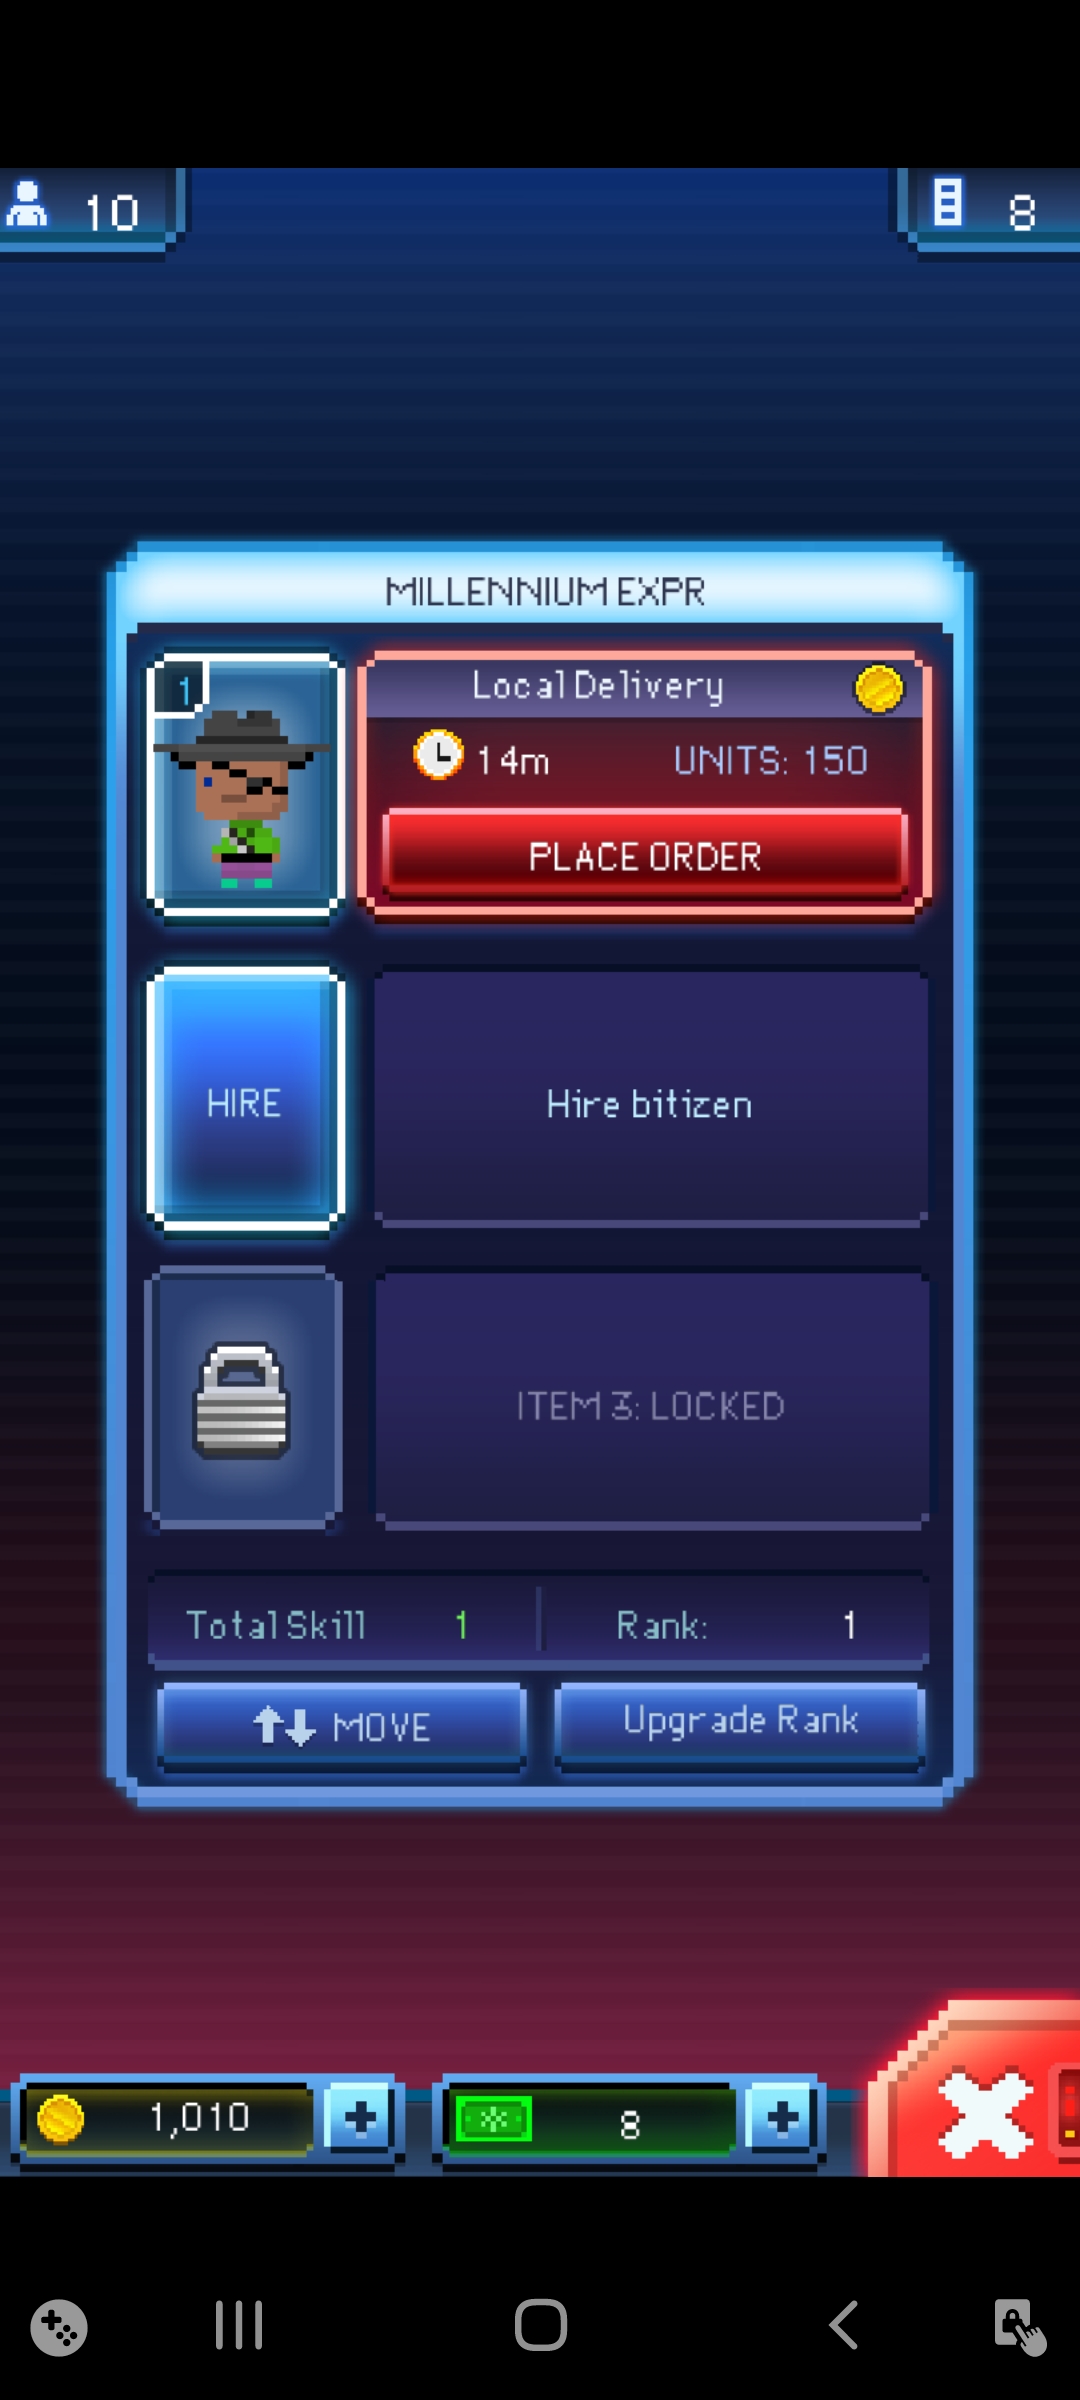 10
8
MILLENNIUM EXPR
1
Local Delivery
14m
UNITS: 150
PLACE ORDER
HIRE
Hire bitizen
ITEM 3: LOCKED
Total Skill 1
Rank: 1
MOVE
Upgrade Rank
1,010
8